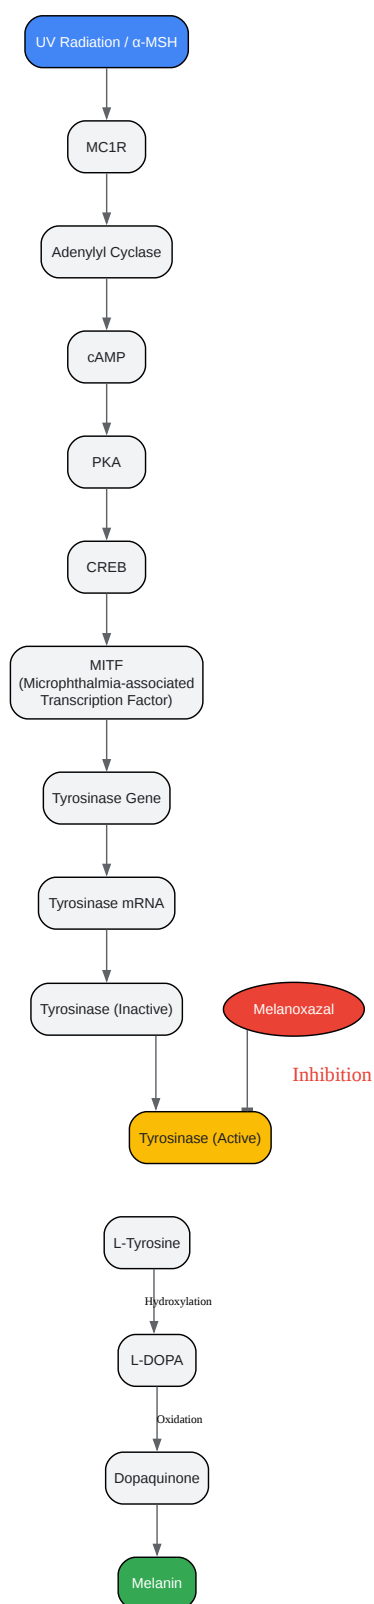 UV Radiation / α-MSH
MC1R
Adenylyl Cyclase
cAMP
PKA
CREB
MITF
(Microphthalmia-associated
Transcription Factor)
Tyrosinase Gene
Tyrosinase mRNA
Tyrosinase (Inactive)
Melanoxazal
Inhibition
Tyrosinase (Active)
L-Tyrosine
Hydroxylation
L-DOPA
Oxidation
Dopaquinone
Melanin